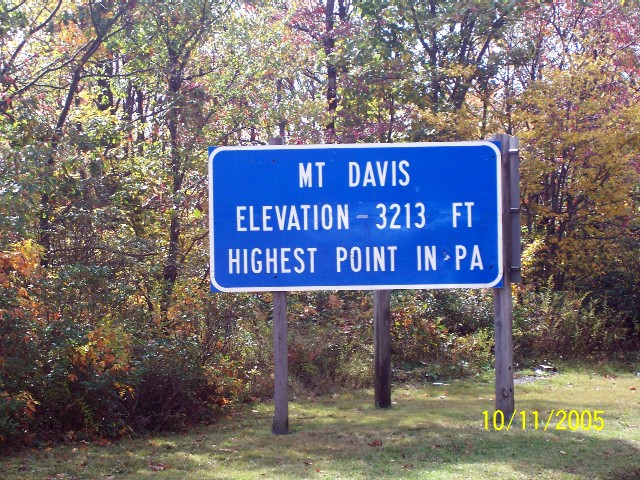 MT DAVIS
ELEVATION - 3213 FT
HIGHEST POINT IN PA
10/11/2005